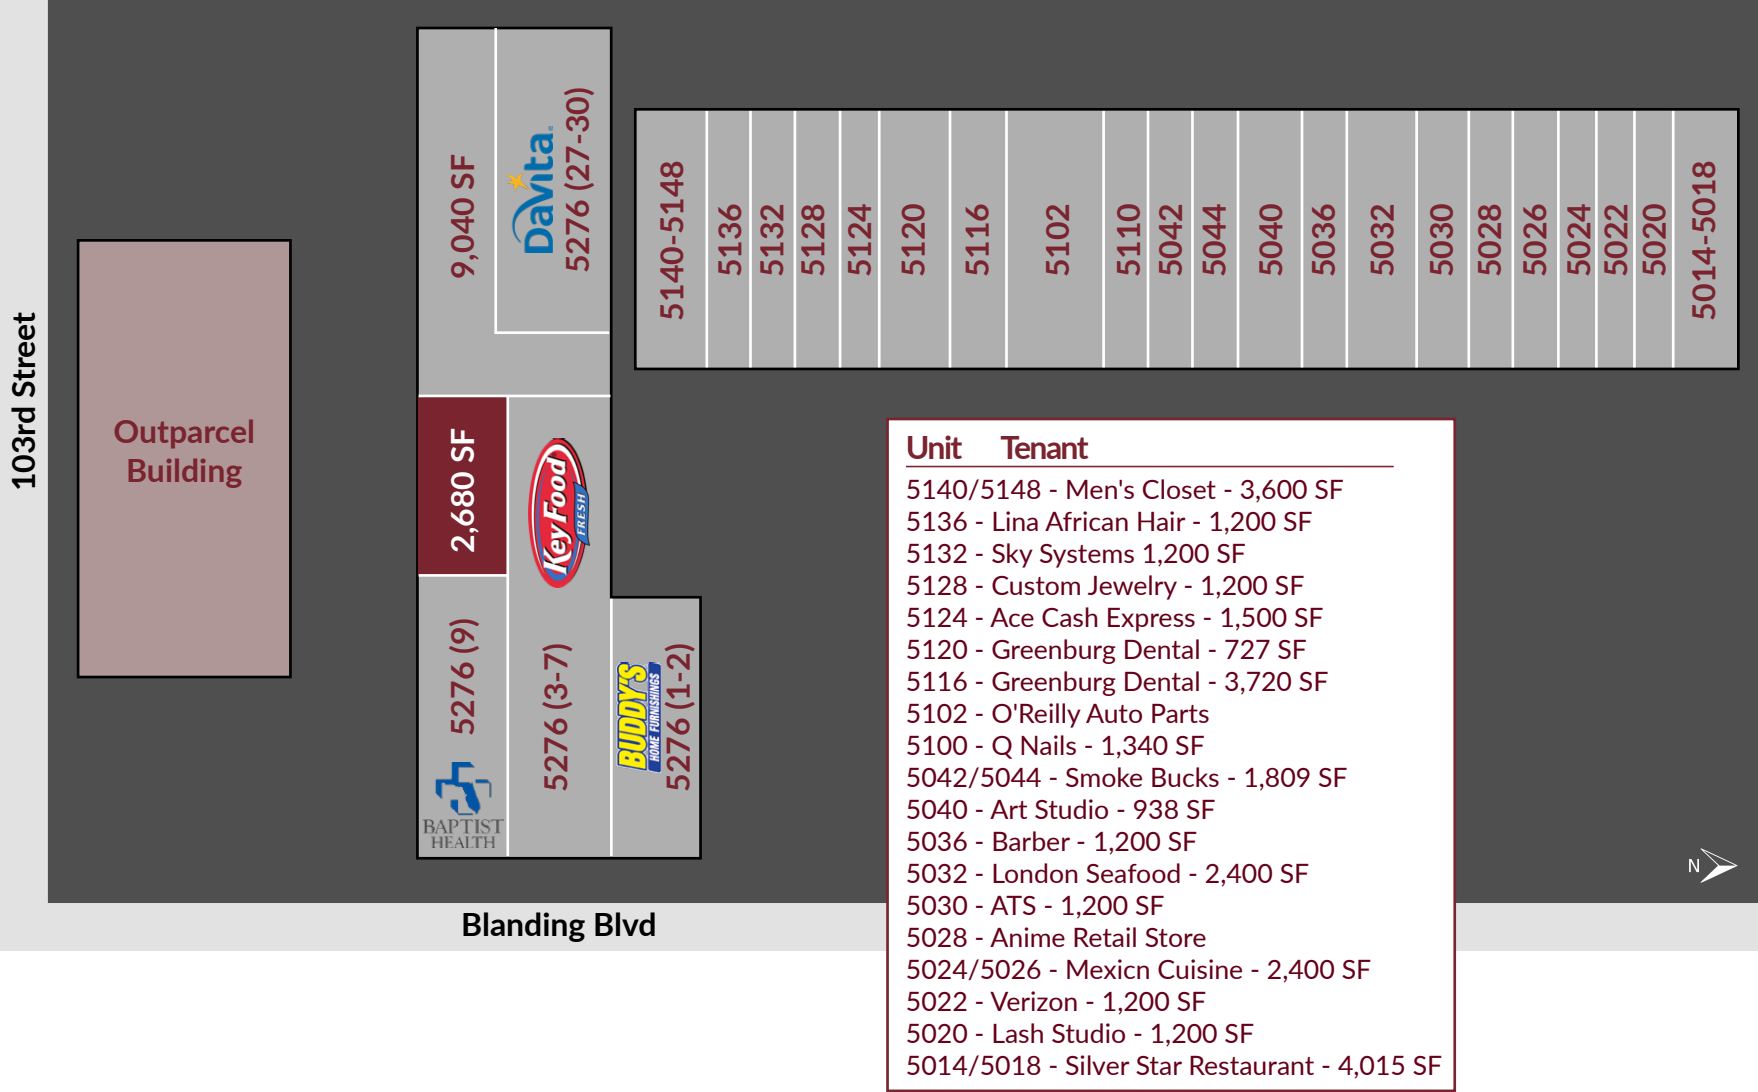 103rd Street
Outparcel
Building
9,040 SF
DaVita
5276 (27-30)
2,680 SF
KeyFood
FRESH
5276 (9)
BAPTIST
HEALTH
5276 (3-7)
BUDDY'S
HOME FURNISHINGS
5276 (1-2)
5140-5148
5136
5132
5128
5124
5120
5116
5102
5110
5042
5044
5040
5036
5032
5030
5028
5026
5024
5022
5020
5014-5018
Unit Tenant
5140/5148 - Men's Closet - 3,600 SF
5136 - Lina African Hair - 1,200 SF
5132 - Sky Systems 1,200 SF
5128 - Custom Jewelry - 1,200 SF
5124 - Ace Cash Express - 1,500 SF
5120 - Greenburg Dental - 727 SF
5116 - Greenburg Dental - 3,720 SF
5102 - O'Reilly Auto Parts
5100 - Q Nails - 1,340 SF
5042/5044 - Smoke Bucks - 1,809 SF
5040 - Art Studio - 938 SF
5036 - Barber - 1,200 SF
5032 - London Seafood - 2,400 SF
5030 - ATS - 1,200 SF
5028 - Anime Retail Store
5024/5026 - Mexicn Cuisine - 2,400 SF
5022 - Verizon - 1,200 SF
5020 - Lash Studio - 1,200 SF
5014/5018 - Silver Star Restaurant - 4,015 SF
N
Blanding Blvd